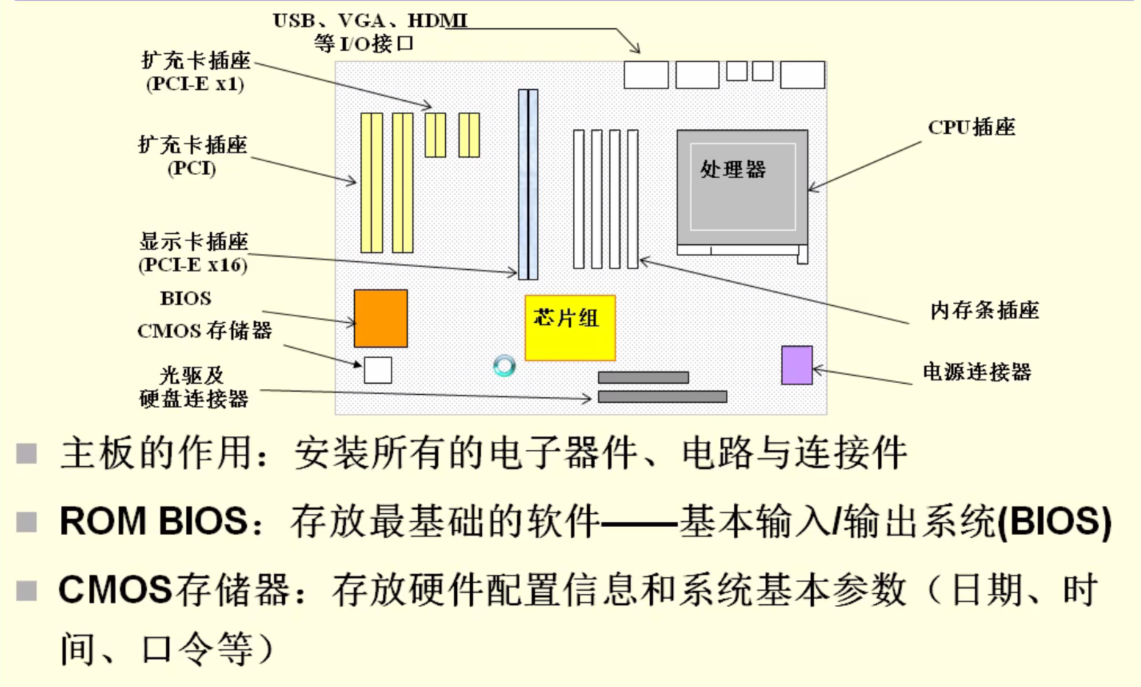 USB、VGA、HDMI
等 I/O接口
扩充卡插座
(PCI-E x1)
CPU插座
扩充卡插座
(PCI)
处理器
显示卡插座
(PCI-E x16)
BIOS
芯片组
内存条插座
CMOS 存储器
光驱及
硬盘连接器
电源连接器
主板的作用：安装所有的电子器件、电路与连接件
ROM BIOS：存放最基础的软件——基本输入/输出系统(BIOS)
CMOS存储器：存放硬件配置信息和系统基本参数（日期、时
间、口令等）